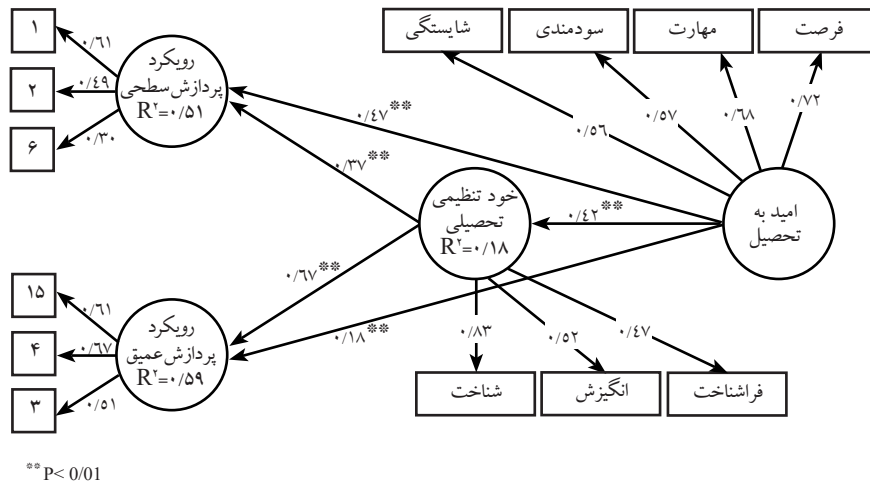 فرصت
مهارت
سودمندی
شایستگی
۰/۷۲
۰/۶۸
۰/۵۷
۰/۵۶
امید به
تحصیل
۰/۴۷**
۰/۳۷**
۰/۴۲**
۰/۶۷**
۰/۱۸**
خود تنظیمی
تحصیلی
R۲=۰/۱۸
۰/۴۷
۰/۵۲
۰/۸۳
فراشناخت
انگیزش
شناخت
رویکرد
پردازش سطحی
R۲=۰/۵۱
۰/۶۱
۰/۴۹
۰/۳۰
۱
۲
۶
رویکرد
پردازش عمیق
R۲=۰/۵۹
۰/۶۱
۰/۶۷
۰/۵۱
۱۵
۴
۳
**P< 0/01